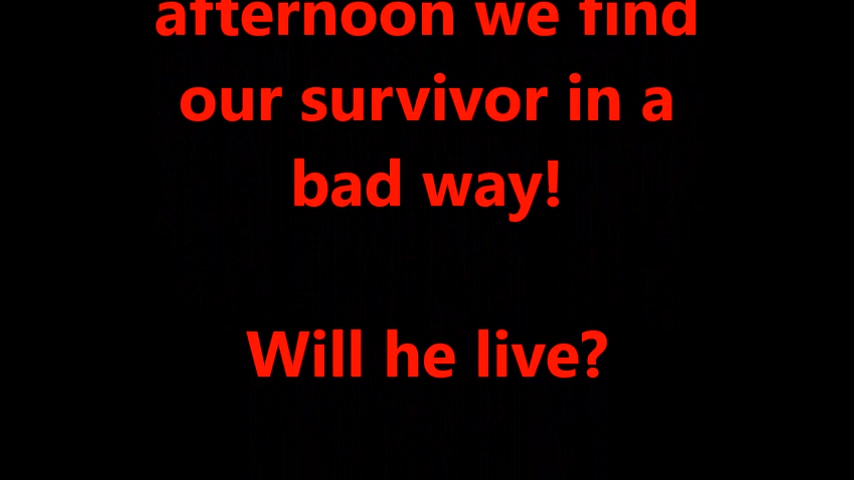 afternoon we find
our survivor in a
bad way!
Will he live?